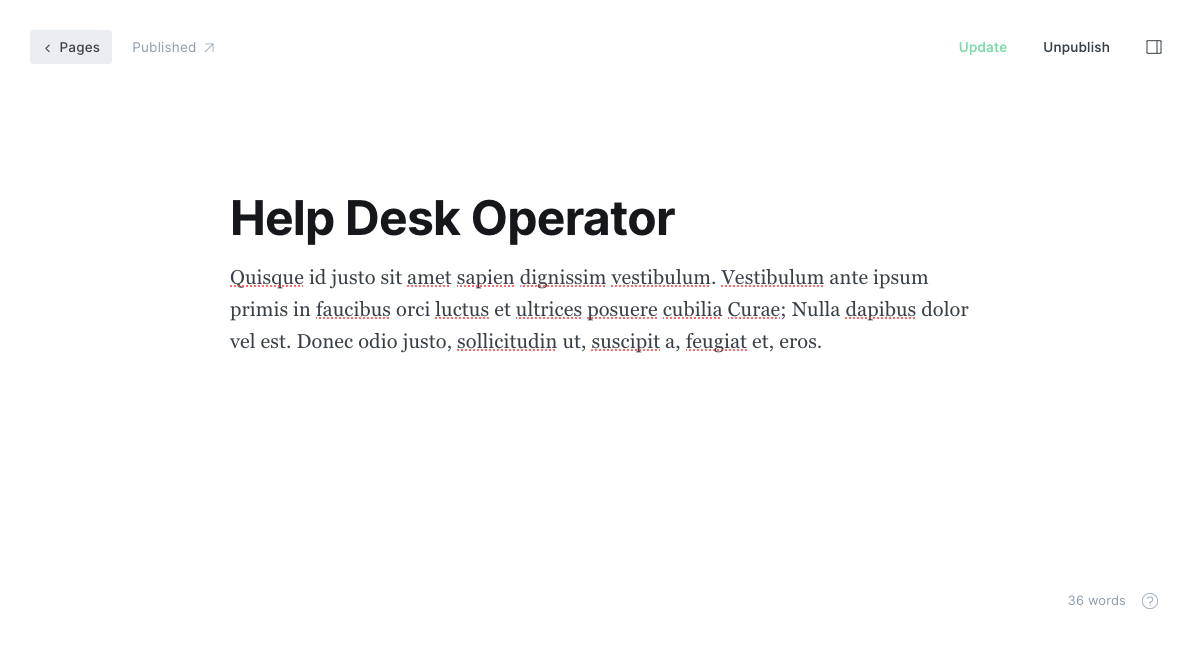 Pages
Published
Update
Unpublish
Help Desk Operator
Quisque id justo sit amet sapien dignissim vestibulum. Vestibulum ante ipsum
primis in faucibus orci luctus et ultrices posuere cubilia Curae; Nulla dapibus dolor
vel est. Donec odio justo, sollicitudin ut, suscipit a, feugiat et, eros.
36 words
?